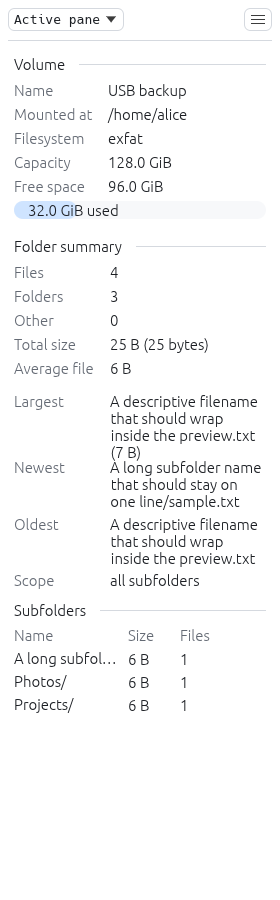 Active pane
Volume
Name USB backup
Mounted at /home/alice
Filesystem exfat
Capacity 128.0 GiB
Free space 96.0 GiB
32.0 GiB used
Folder summary
Files 4
Folders 3
Other 0
Total size 25 B (25 bytes)
Average file 6 B
Largest A descriptive filename
that should wrap
inside the preview.txt
(7 B)
Newest A long subfolder name
that should stay on
one line/sample.txt
Oldest A descriptive filename
that should wrap
inside the preview.txt
Scope all subfolders
Subfolders
Name Size Files
A long subfol... 6 B 1
Photos/ 6 B 1
Projects/ 6 B 1